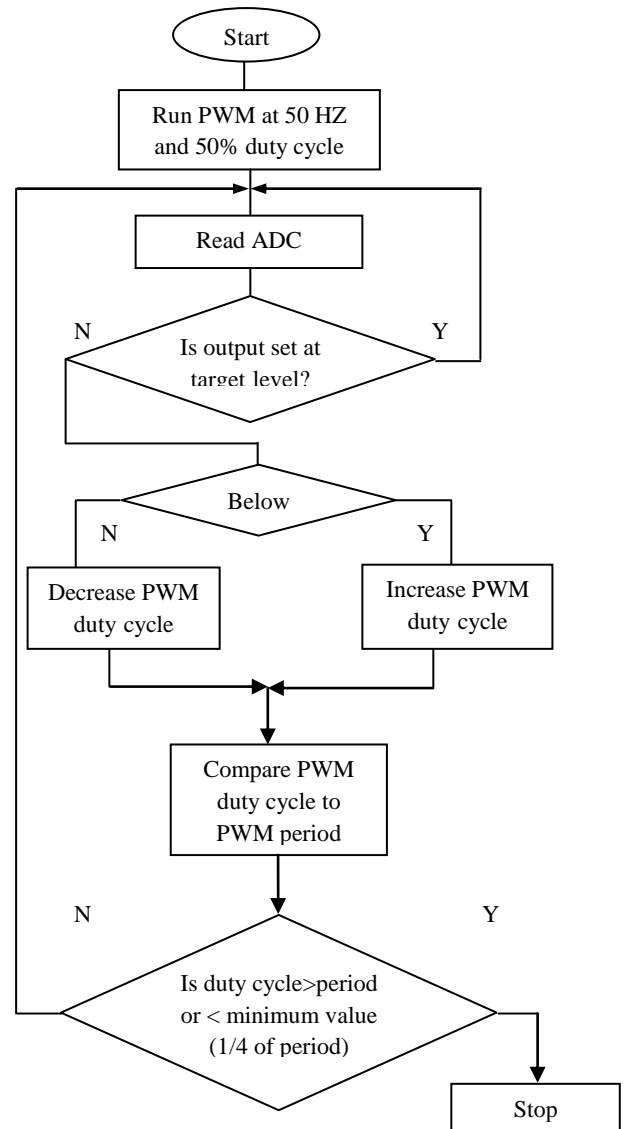 Start
Run PWM at 50 HZ
and 50% duty cycle
Read ADC
N
Y
Is output set at
target level?
Below
N
Y
Decrease PWM
duty cycle
Increase PWM
duty cycle
Compare PWM
duty cycle to
PWM period
N
Y
Is duty cycle>period
or < minimum value
(1/4 of period)
Stop